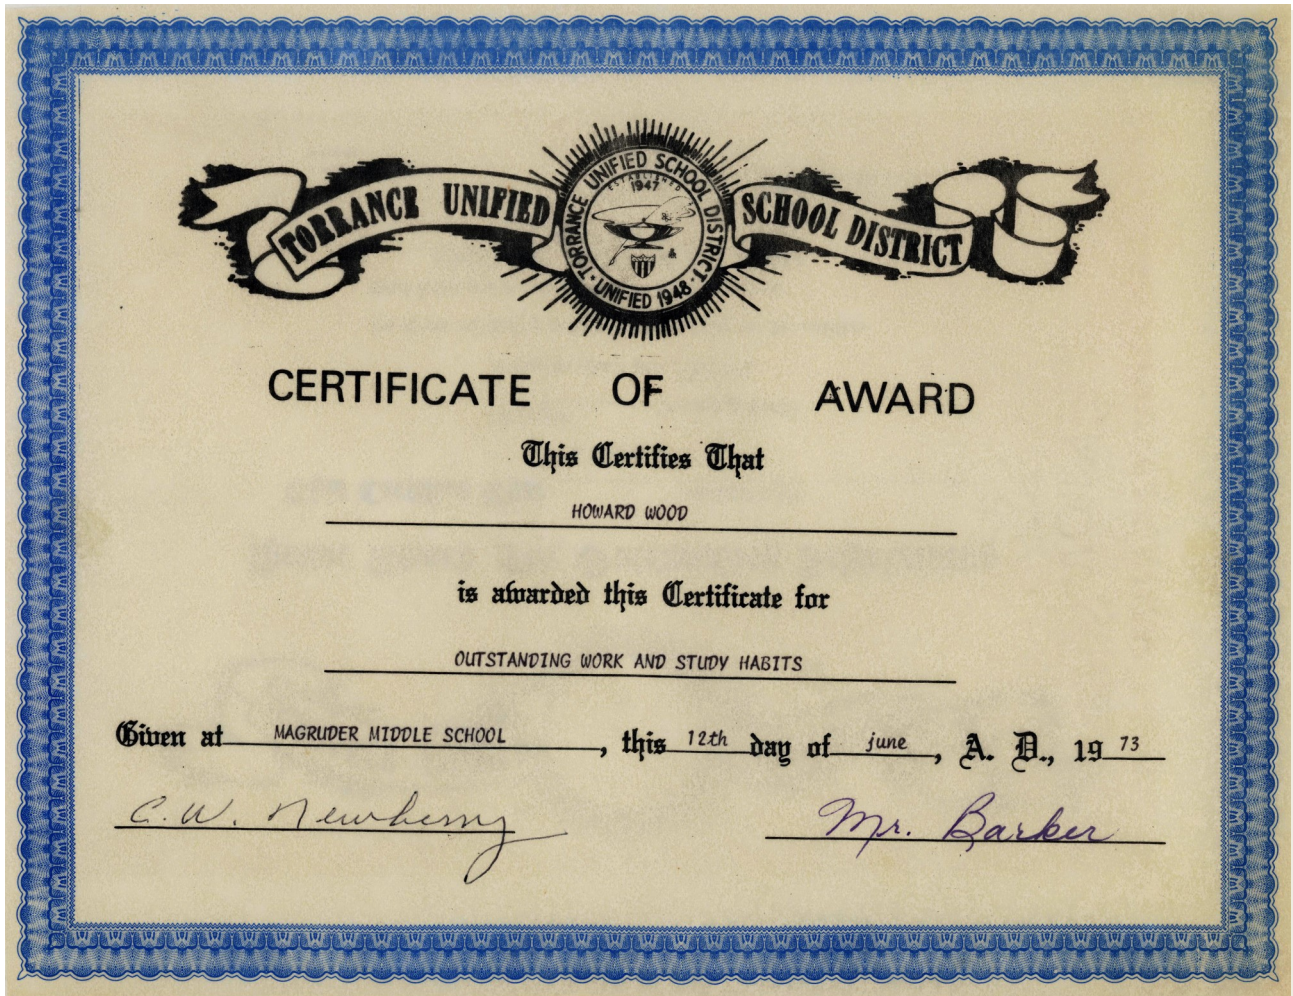 TORRANCE UNIFIED SCHOOL DISTRICT
TORRANCE UNIFIED SCHOOL DISTRICT
ESTABLISHED
1947
& 
UNIFIED 1948
CERTIFICATE OF AWARD
This Certifies That
HOWARD WOOD
is awarded this Certificate for
OUTSTANDING WORK AND STUDY HABITS
Given at MAGRUDER MIDDLE SCHOOL, this 12th day of june, A. D., 19 73
C. W. Newberry
Mr. Barker